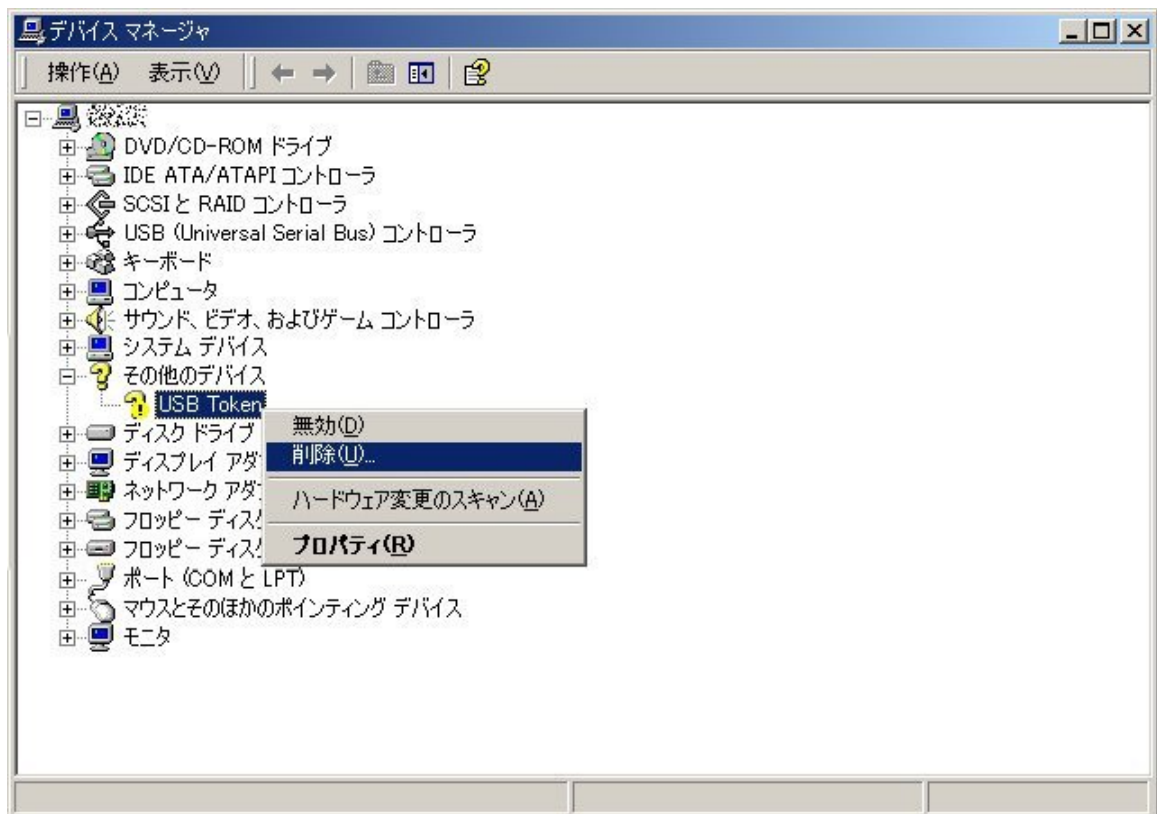 デバイス マネージャ
操作(A) 表示(V)
DVD/CD-ROM ドライブ
IDE ATA/ATAPI コントローラ
SCSI と RAID コントローラ
USB (Universal Serial Bus) コントローラ
キーボード
コンピュータ
サウンド、ビデオ、およびゲーム コントローラ
システム デバイス
その他のデバイス
USB Token
無効(D)
ディスク ドライブ
削除(U)...
ディスプレイ アダ
ネットワーク アダ
ハードウェア変更のスキャン(A)
フロッピー ディス
フロッピー ディス
プロパティ(R)
ポート (COM と LPT)
マウスとそのほかのポインティング デバイス
モニタ